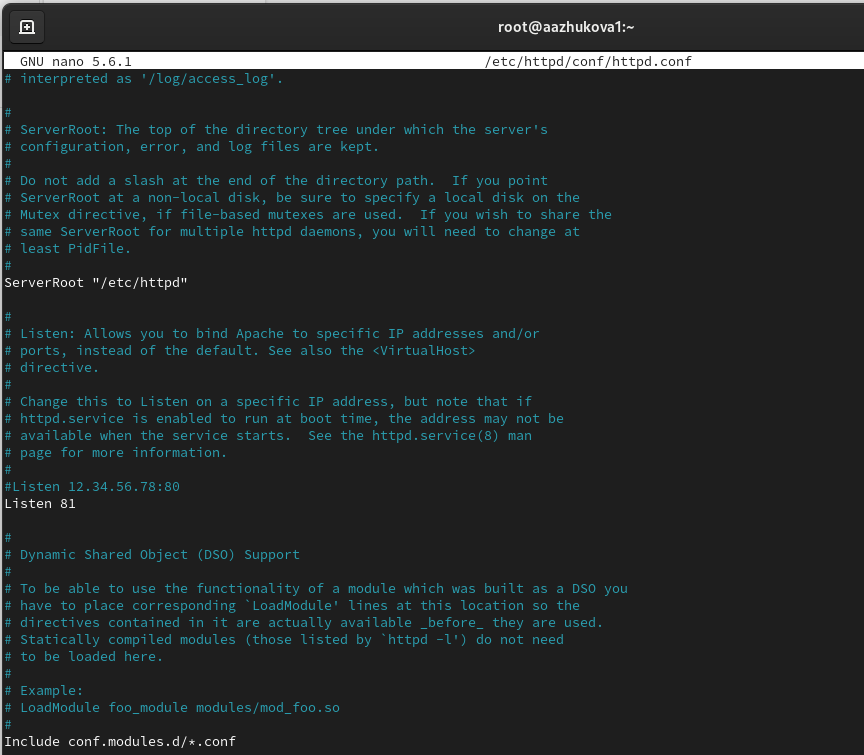 root@aazhukova1:~
GNU nano 5.6.1 /etc/httpd/conf/httpd.conf
# interpreted as '/log/access_log'.
#
# ServerRoot: The top of the directory tree under which the server's
# configuration, error, and log files are kept.
#
# Do not add a slash at the end of the directory path.  If you point
# ServerRoot at a non-local disk, be sure to specify a local disk on the
# Mutex directive, if file-based mutexes are used.  If you wish to share the
# same ServerRoot for multiple httpd daemons, you will need to change at
# least PidFile.
#
ServerRoot "/etc/httpd"
#
# Listen: Allows you to bind Apache to specific IP addresses and/or
# ports, instead of the default. See also the <VirtualHost>
# directive.
#
# Change this to Listen on a specific IP address, but note that if
# httpd.service is enabled to run at boot time, the address may not be
# available when the service starts.  See the httpd.service(8) man
# page for more information.
#
#Listen 12.34.56.78:80
Listen 81
#
# Dynamic Shared Object (DSO) Support
#
# To be able to use the functionality of a module which was built as a DSO you
# have to place corresponding `LoadModule' lines at this location so the
# directives contained in it are actually available _before_ they are used.
# Statically compiled modules (those listed by `httpd -l') do not need
# to be loaded here.
#
# Example:
# LoadModule foo_module modules/mod_foo.so
#
Include conf.modules.d/*.conf